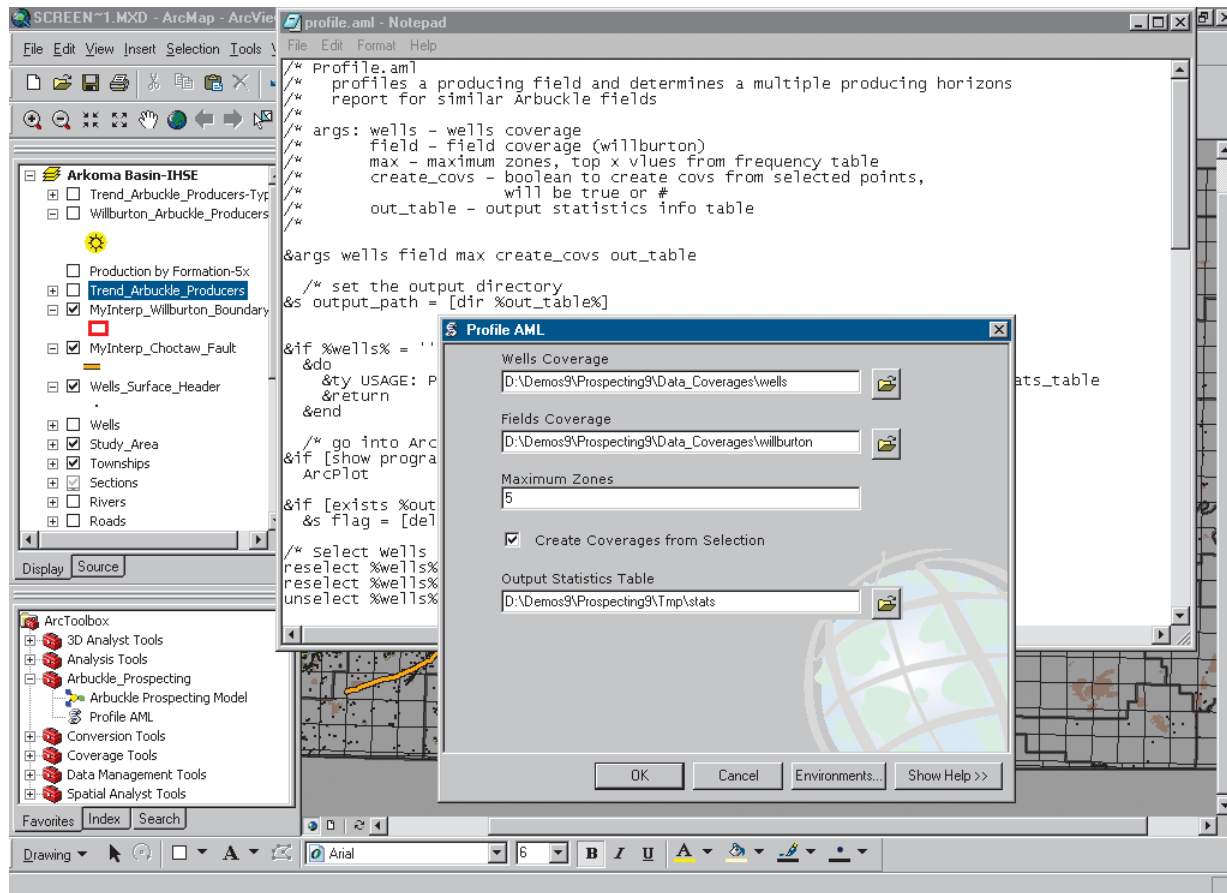 SCREEN~1.MXD - ArcMap - ArcVie
File Edit View Insert Selection Tools
Arkoma Basin-IHSE
Trend_Arbuckle_Producers-Typ
Willburton_Arbuckle_Producers
Production by Formation-5x
Trend_Arbuckle_Producers
MyInterp_Willburton_Boundary
MyInterp_Choctaw_Fault
Wells_Surface_Header
Wells
Study_Area
Townships
Sections
Rivers
Roads
Display Source
ArcToolbox
3D Analyst Tools
Analysis Tools
Arbuckle_Prospecting
Arbuckle Prospecting Model
Profile AML
Conversion Tools
Coverage Tools
Data Management Tools
Spatial Analyst Tools
Favorites Index Search
profile.aml - Notepad
File Edit Format Help
/* Profile.aml
/* profiles a producing field and determines a multiple producing horizons
/* report for similar Arbuckle fields
/*
/* args: wells - wells coverage
/* field - field coverage (willburton)
/* max - maximum zones, top x vlues from frequency table
/* create_covs - boolean to create covs from selected points,
/* will be true or #
/* out_table - output statistics info table
/*
&args wells field max create_covs out_table
/* set the output directory
&s output_path = [dir %out_table%]
&if %wells% = ''
&do
&ty USAGE: P ats_table
&return
&end
/* go into Arc
&if [show progra
ArcPlot
&if [exists %out
&s flag = [del
/* select wells
reselect %wells%
reselect %wells%
unselect %wells%
Profile AML
Wells Coverage
D:\Demos9\Prospecting9\Data_Coverages\wells
Fields Coverage
D:\Demos9\Prospecting9\Data_Coverages\willburton
Maximum Zones
5
Create Coverages from Selection
Output Statistics Table
D:\Demos9\Prospecting9\Tmp\stats
OK Cancel Environments... Show Help >>
Drawing A Arial 6 B I U A